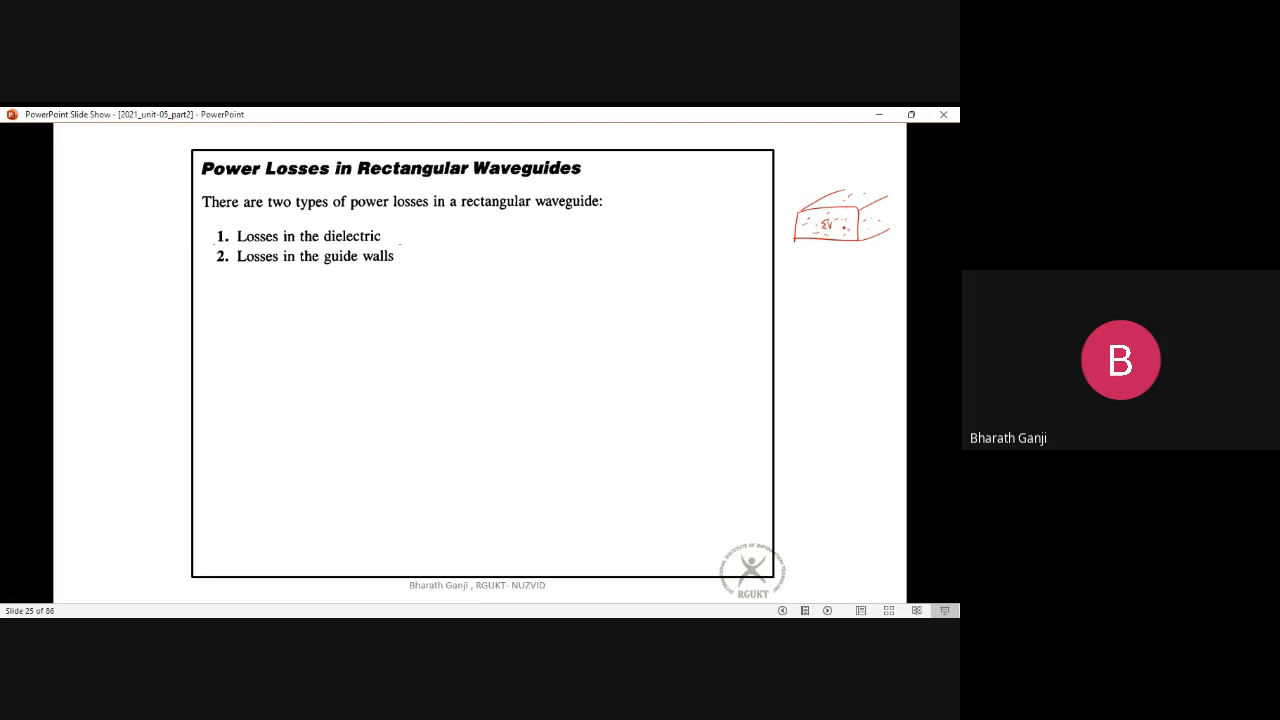 PowerPoint Slide Show - [2021_unit-05_part2] - PowerPoint
Power Losses in Rectangular Waveguides
There are two types of power losses in a rectangular waveguide:
1. Losses in the dielectric
2. Losses in the guide walls
RGUKT
Bharath Ganji , RGUKT- NUZVID
Slide 25 of 86
B
Bharath Ganji